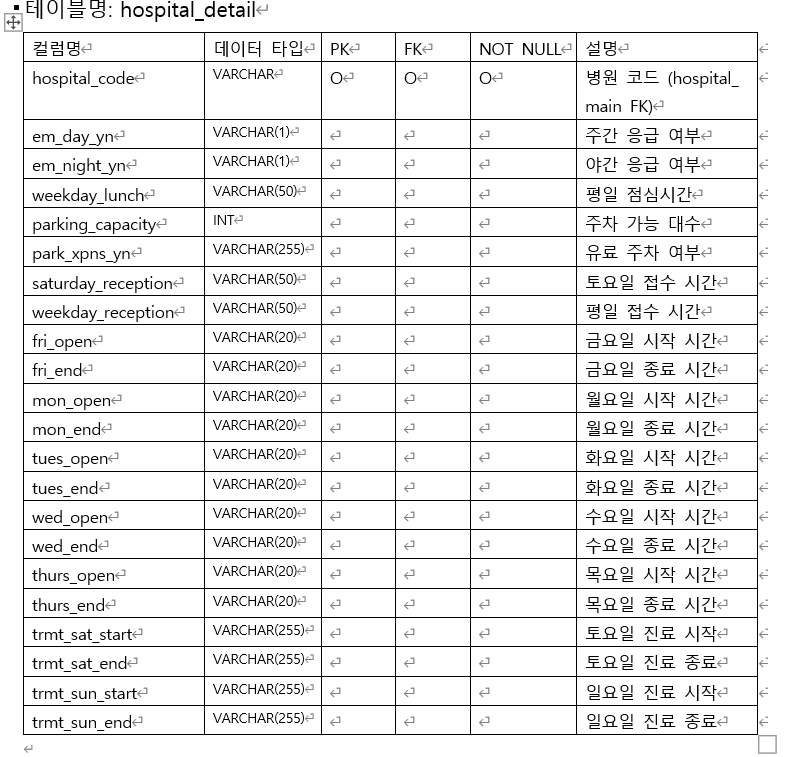 테이블명: hospital_detail
컬럼명 데이터 타입 PK FK NOT NULL 설명
hospital_code VARCHAR O O O 병원 코드 (hospital_
main FK)
em_day_yn VARCHAR(1) 주간 응급 여부
em_night_yn VARCHAR(1) 야간 응급 여부
weekday_lunch VARCHAR(50) 평일 점심시간
parking_capacity INT 주차 가능 대수
park_xpns_yn VARCHAR(255) 유료 주차 여부
saturday_reception VARCHAR(50) 토요일 접수 시간
weekday_reception VARCHAR(50) 평일 접수 시간
fri_open VARCHAR(20) 금요일 시작 시간
fri_end VARCHAR(20) 금요일 종료 시간
mon_open VARCHAR(20) 월요일 시작 시간
mon_end VARCHAR(20) 월요일 종료 시간
tues_open VARCHAR(20) 화요일 시작 시간
tues_end VARCHAR(20) 화요일 종료 시간
wed_open VARCHAR(20) 수요일 시작 시간
wed_end VARCHAR(20) 수요일 종료 시간
thurs_open VARCHAR(20) 목요일 시작 시간
thurs_end VARCHAR(20) 목요일 종료 시간
trmt_sat_start VARCHAR(255) 토요일 진료 시작
trmt_sat_end VARCHAR(255) 토요일 진료 종료
trmt_sun_start VARCHAR(255) 일요일 진료 시작
trmt_sun_end VARCHAR(255) 일요일 진료 종료